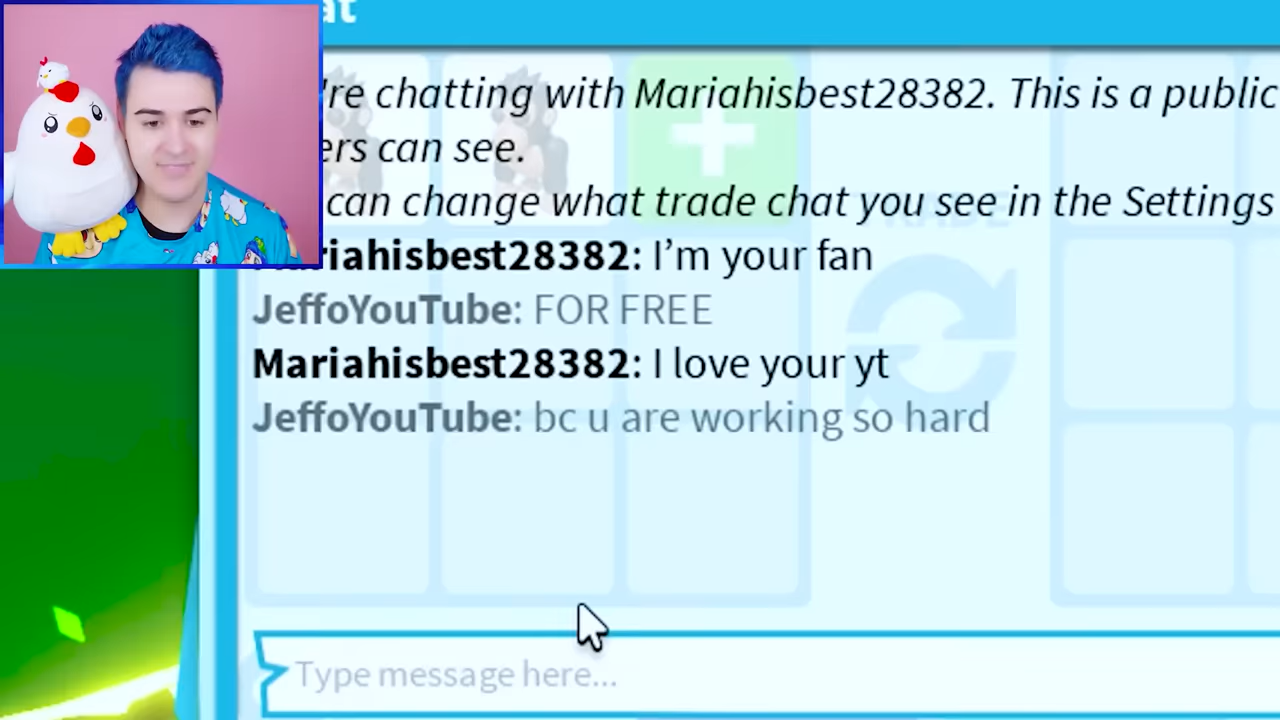 at
're chatting with Mariahisbest28382. This is a public
ers can see.
can change what trade chat you see in the Settings
riahisbest28382: I’m your fan
JeffoYouTube: FOR FREE
Mariahisbest28382: I love your yt
JeffoYouTube: bc u are working so hard
Type message here...